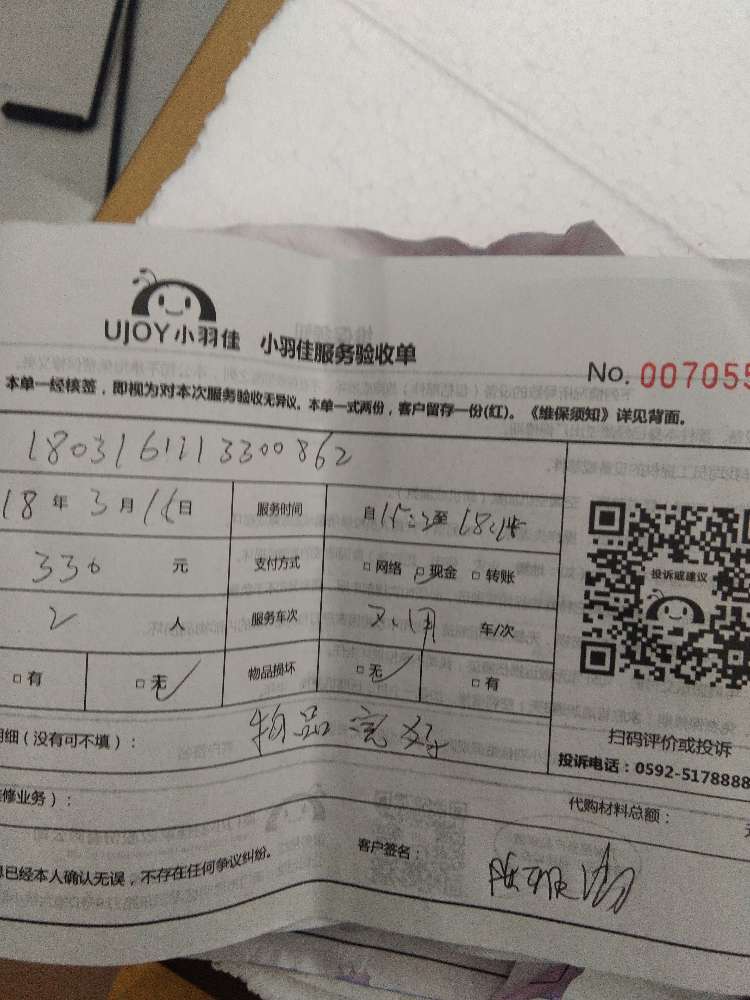 UJOY小羽佳 小羽佳服务验收单
No. 007055
本单一经核签，即视为对本次服务验收无异议。本单一式两份，客户留存一份(红)。《维保须知》详见背面。
1803161213300862
18 年 3 月 16 日 服务时间 自 至 18:15
330 元 支付方式 □网络 □现金 □转账
投诉或建议
2 人 服务车次 车/次
□有 □无 物品损坏 □无 □有
明细（没有可不填）： 物品完好
扫码评价或投诉
投诉电话：0592-5178888
修业务）： 代购材料总额：
已经本人确认无误，不存在任何争议纠纷。 客户签名：